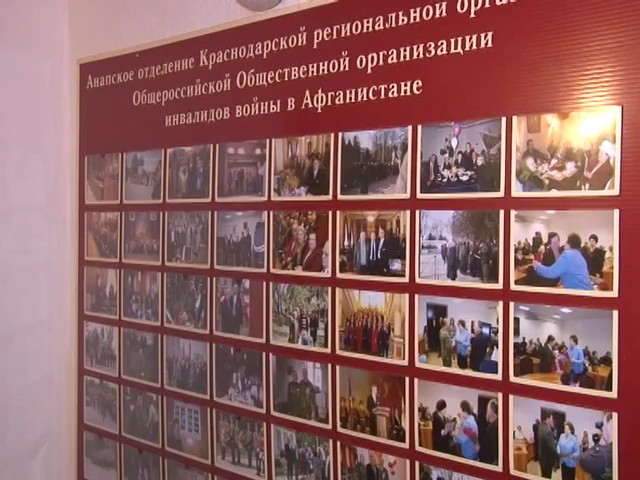 Анапское отделение Краснодарской региональной
Общероссийской Общественной организации
инвалидов войны в Афганистане